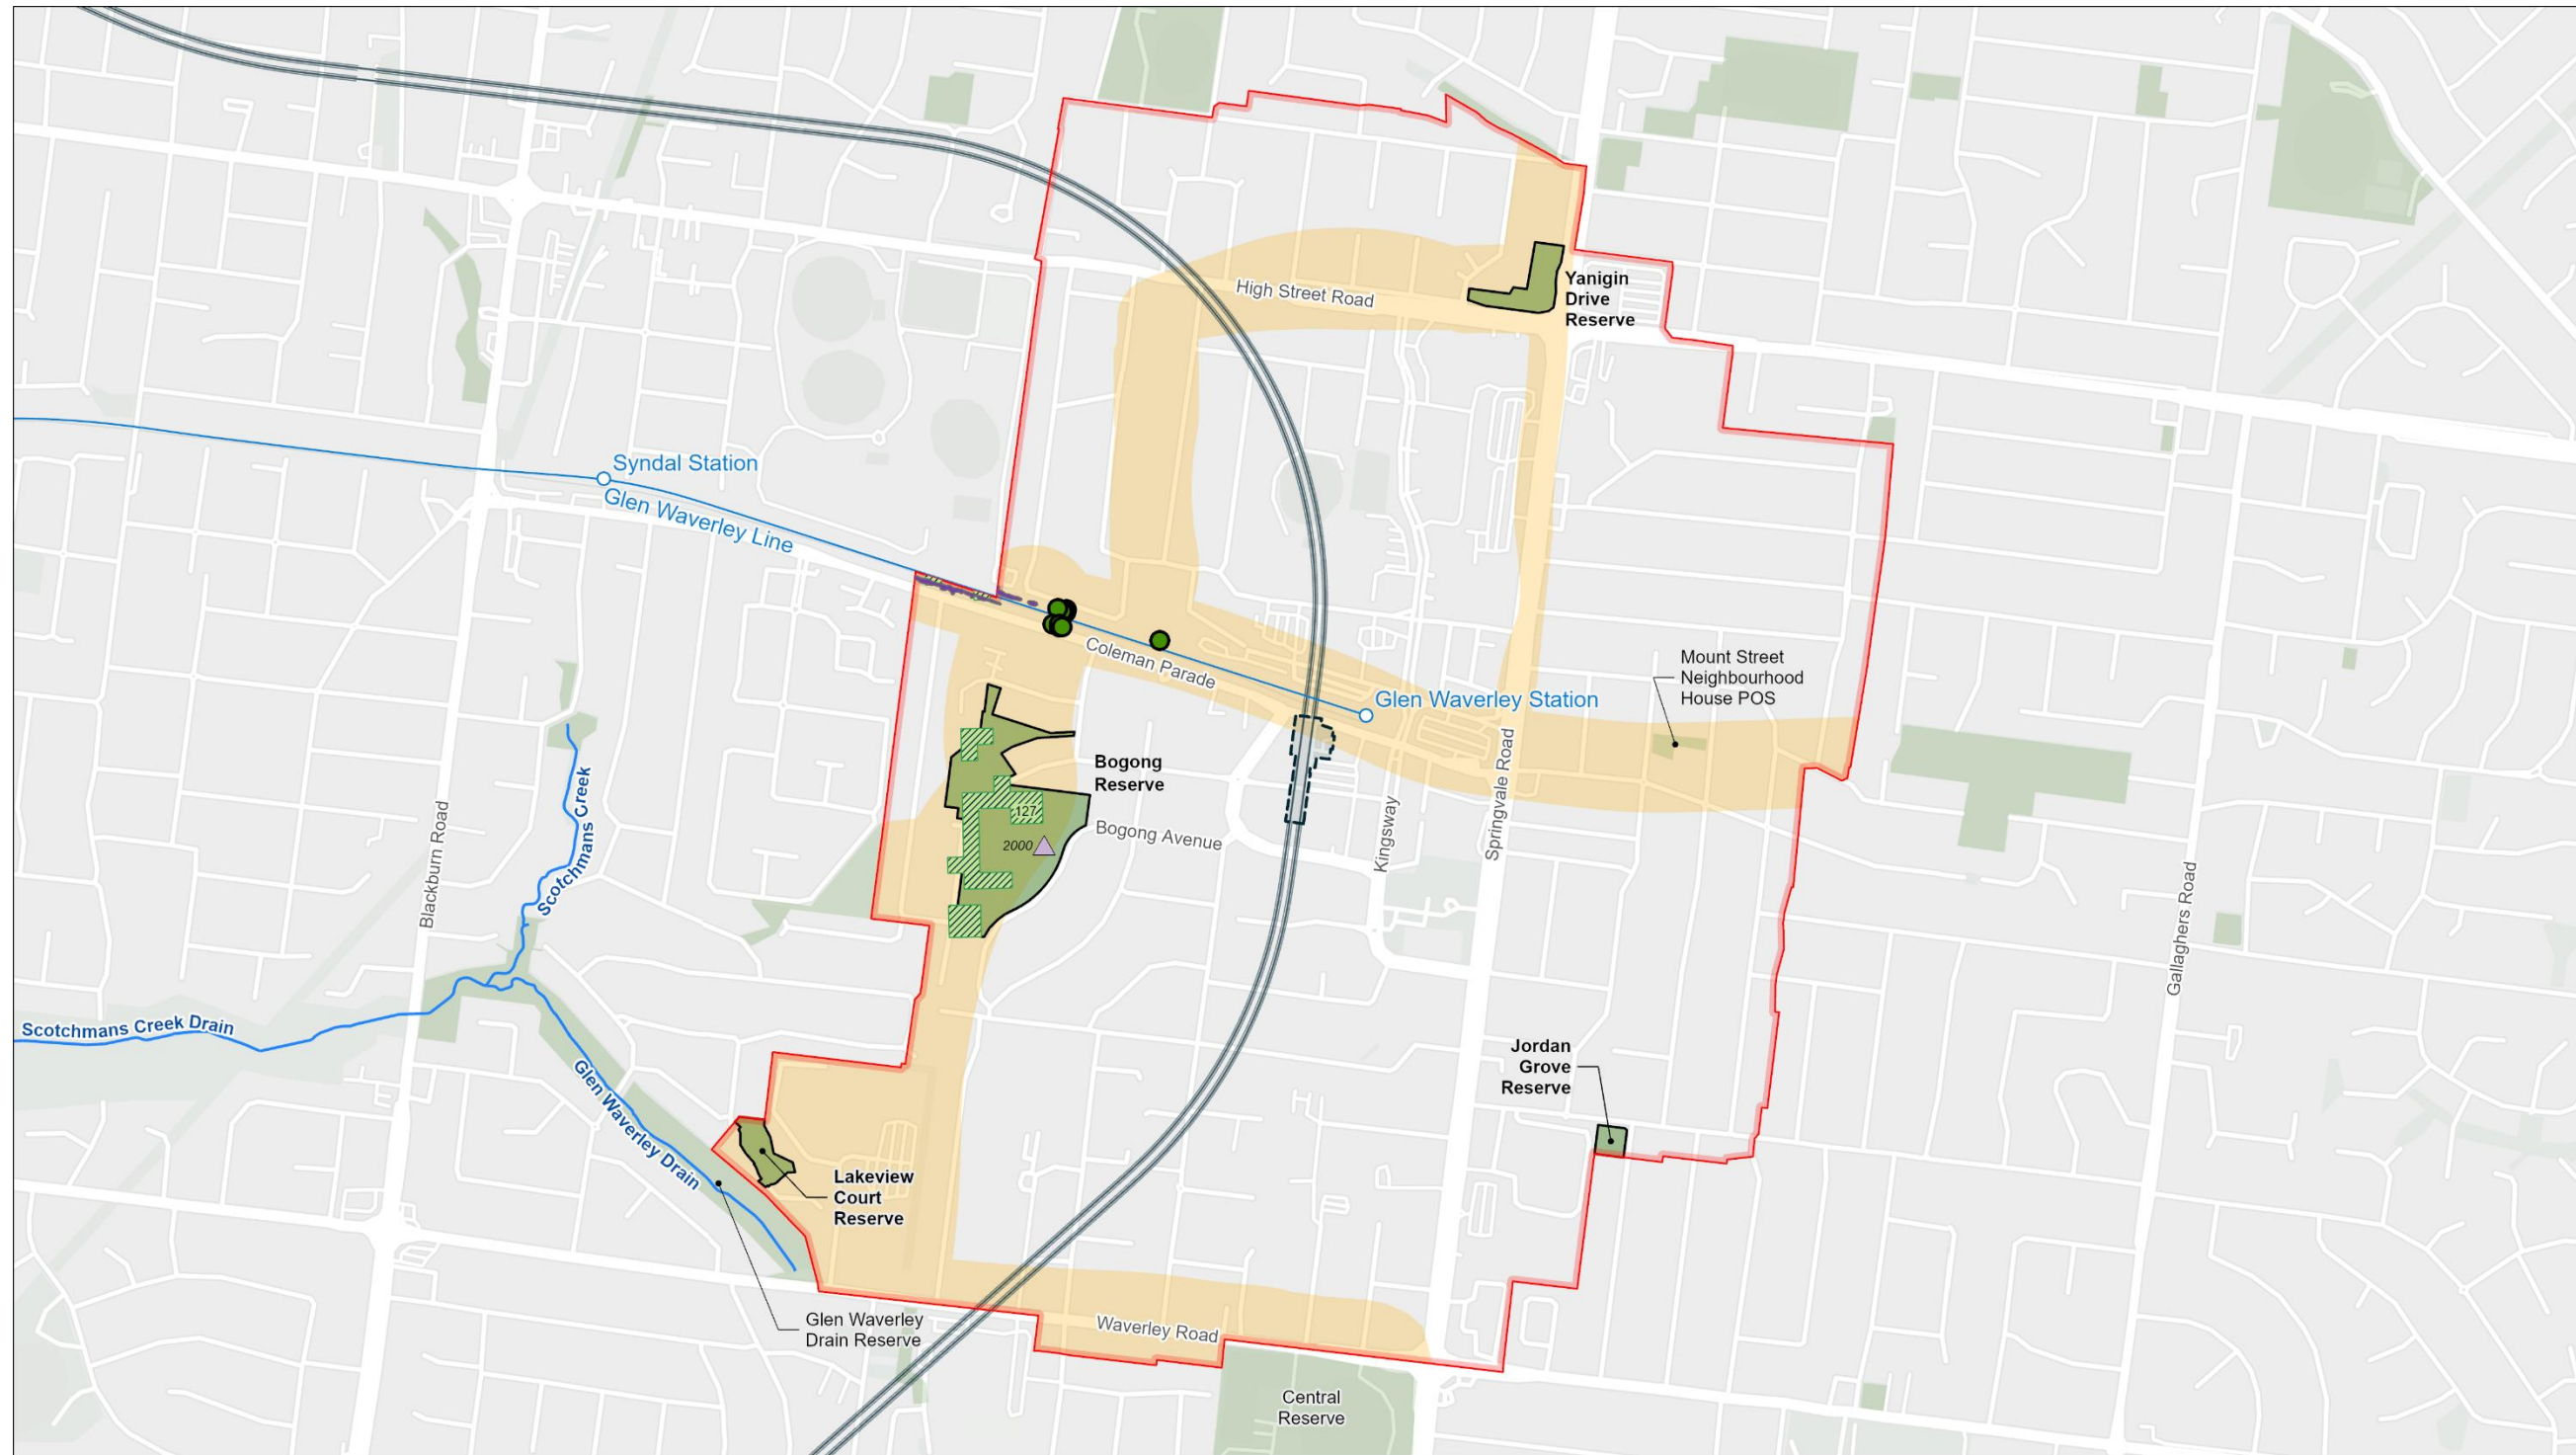 High Street Road
Yanigin
Drive
Reserve
Syndal Station
Glen Waverley Line
Coleman Parade
Glen Waverley Station
Mount Street
Neighbourhood
House POS
Bogong
Reserve
127
2000
Bogong Avenue
Kingsway
Springvale Road
Blackburn Road
Scotchmans Creek
Gallaghers Road
Scotchmans Creek Drain
Glen Waverley Drain
Jordan
Grove
Reserve
Lakeview
Court
Reserve
Glen Waverley
Drain Reserve
Waverley Road
Central
Reserve